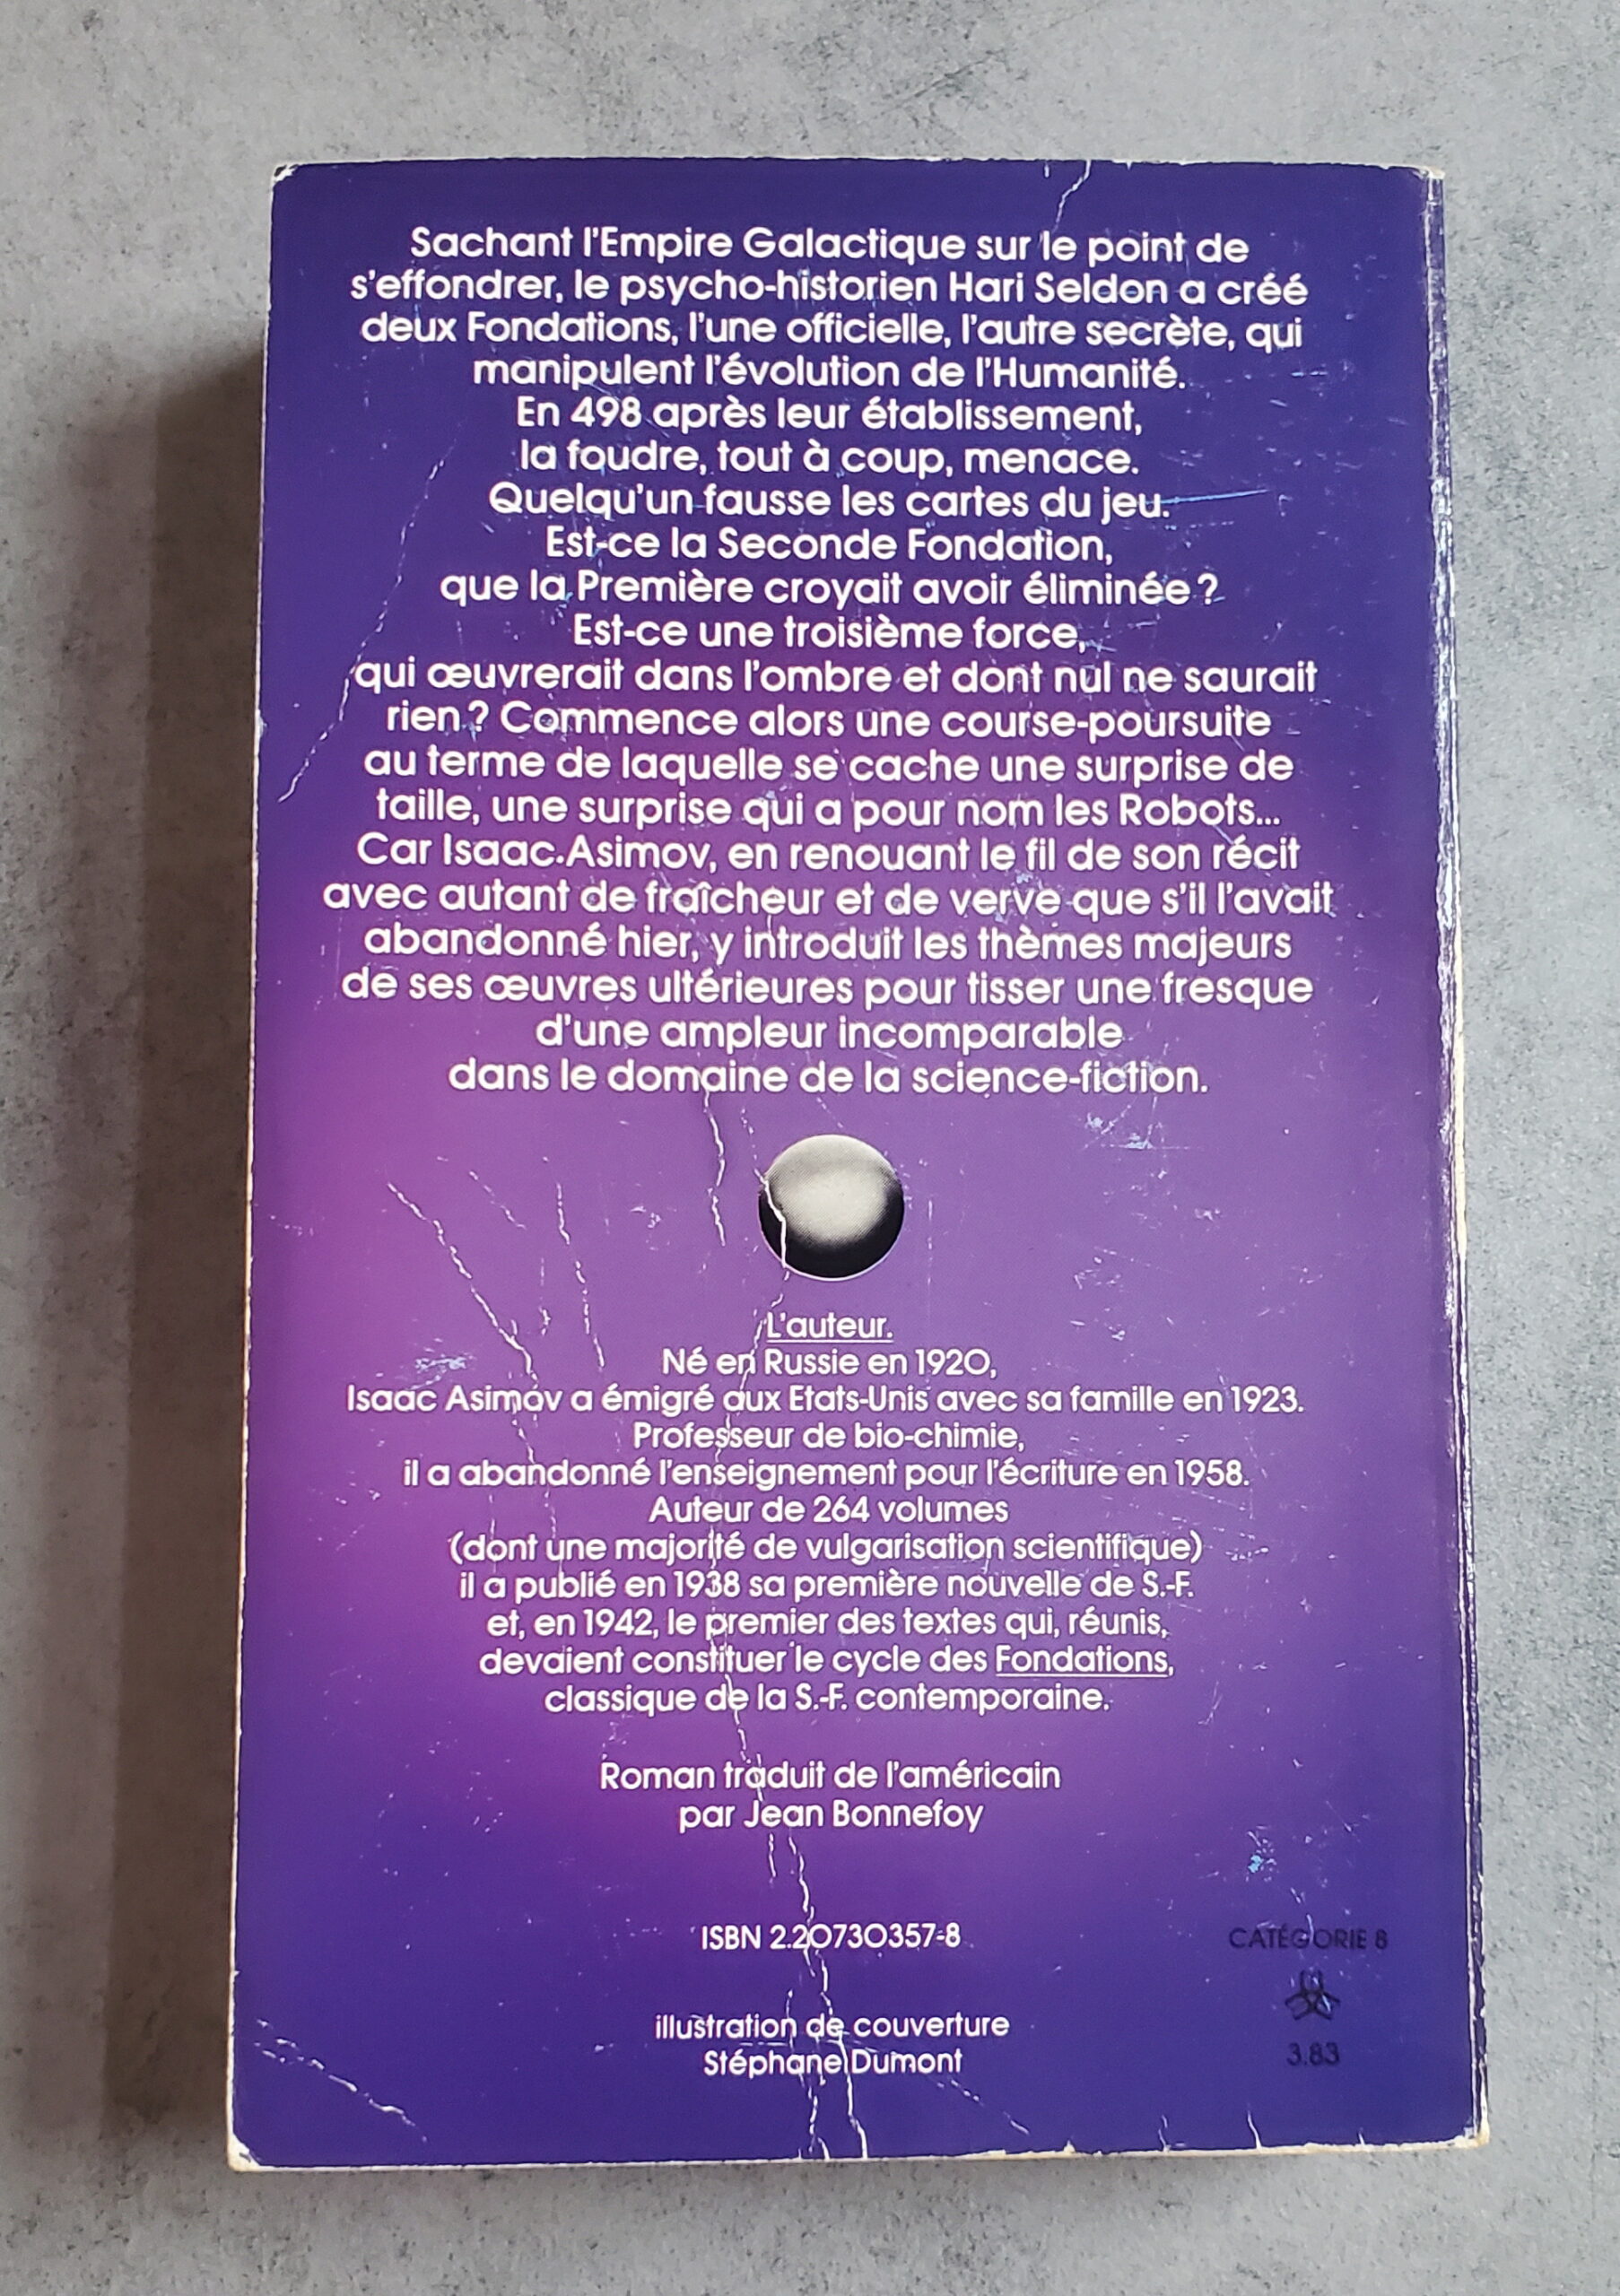 Sachant l'Empire Galactique sur le point de
s'effondrer, le psycho-historien Hari Seldon a créé
deux Fondations, l'une officielle, l'autre secrète, qui
manipulent l'évolution de l'Humanité.
En 498 après leur établissement,
la foudre, tout à coup, menace.
Quelqu'un fausse les cartes du jeu.
Est-ce la Seconde Fondation,
que la Première croyait avoir éliminée ?
Est-ce une troisième force,
qui œuvrerait dans l'ombre et dont nul ne saurait
rien ? Commence alors une course-poursuite
au terme de laquelle se cache une surprise de
taille, une surprise qui a pour nom les Robots...
Car Isaac Asimov, en renouant le fil de son récit
avec autant de fraîcheur et de verve que s'il l'avait
abandonné hier, y introduit les thèmes majeurs
de ses œuvres ultérieures pour tisser une fresque
d'une ampleur incomparable
dans le domaine de la science-fiction.
L'auteur.
Né en Russie en 1920,
Isaac Asimov a émigré aux Etats-Unis avec sa famille en 1923.
Professeur de bio-chimie,
il a abandonné l'enseignement pour l'écriture en 1958.
Auteur de 264 volumes
(dont une majorité de vulgarisation scientifique)
il a publié en 1938 sa première nouvelle de S.-F.
et, en 1942, le premier des textes qui, réunis,
devaient constituer le cycle des Fondations,
classique de la S.-F. contemporaine.
Roman traduit de l'américain
par Jean Bonnefoy
ISBN 2.20730357-8
CATÉGORIE 8
3.83
illustration de couverture
Stéphane Dumont